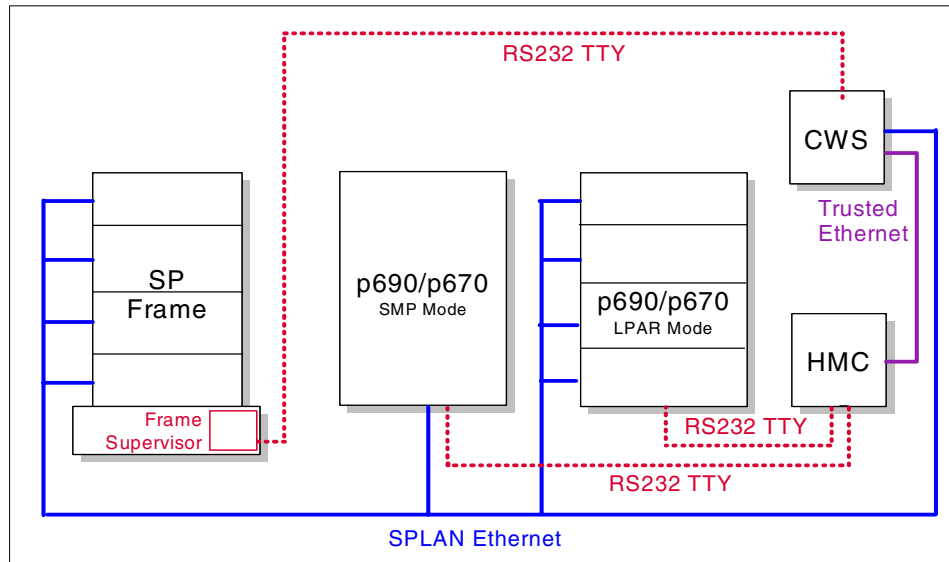 RS232 TTY
CWS
Trusted
Ethernet
SP
Frame
p690/p670
SMP Mode
p690/p670
LPAR Mode
HMC
Frame
Supervisor
RS232 TTY
RS232 TTY
SPLAN Ethernet